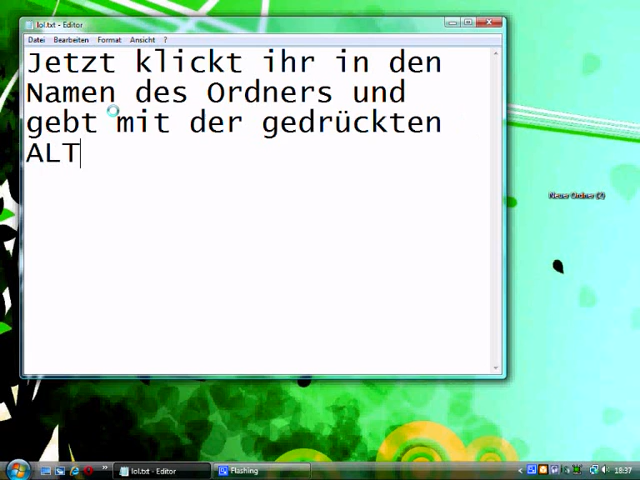 lol.txt - Editor
Datei Bearbeiten Format Ansicht ?
Jetzt klickt ihr in den
Namen des Ordners und
gebt mit der gedrückten
ALT
Neuer Ordner (2)
lol.txt - Editor
Flashing
18:37